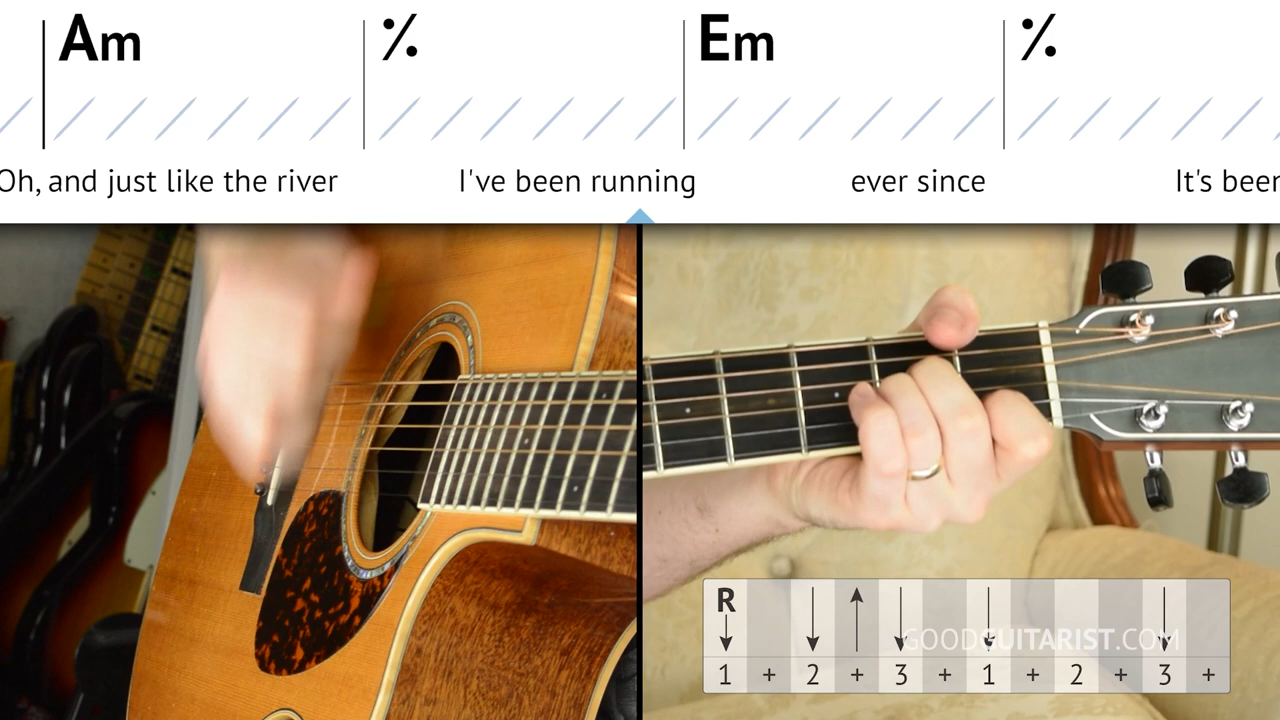 Am % Em %
Oh, and just like the river I've been running ever since It's been
R
GOODGUITARIST.COM
1 + 2 + 3 + 1 + 2 + 3 +